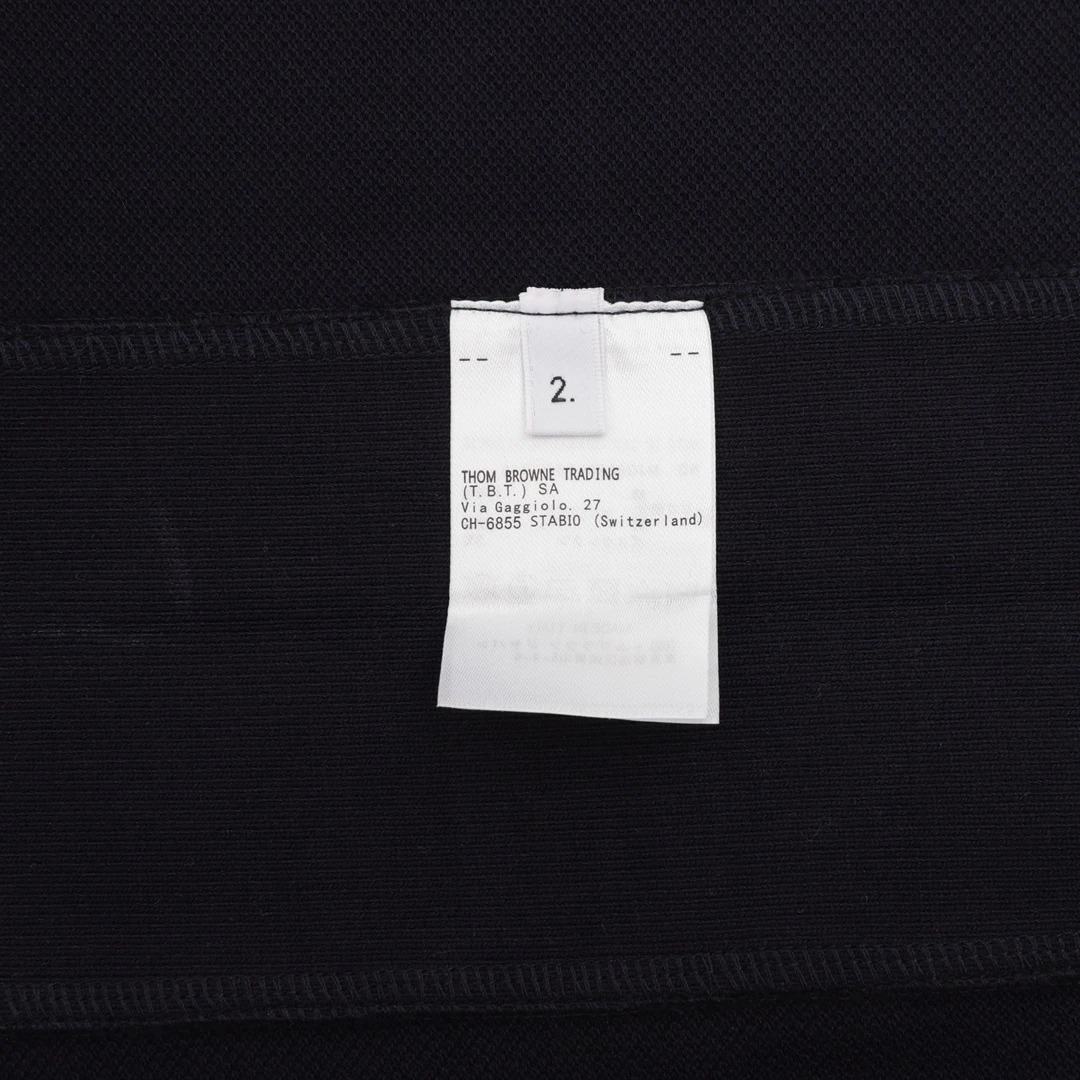 2.
THOM BROWNE TRADING
(T.B.T.) SA
Via Gaggiolo, 27
CH-6855 STABIO (Switzerland)